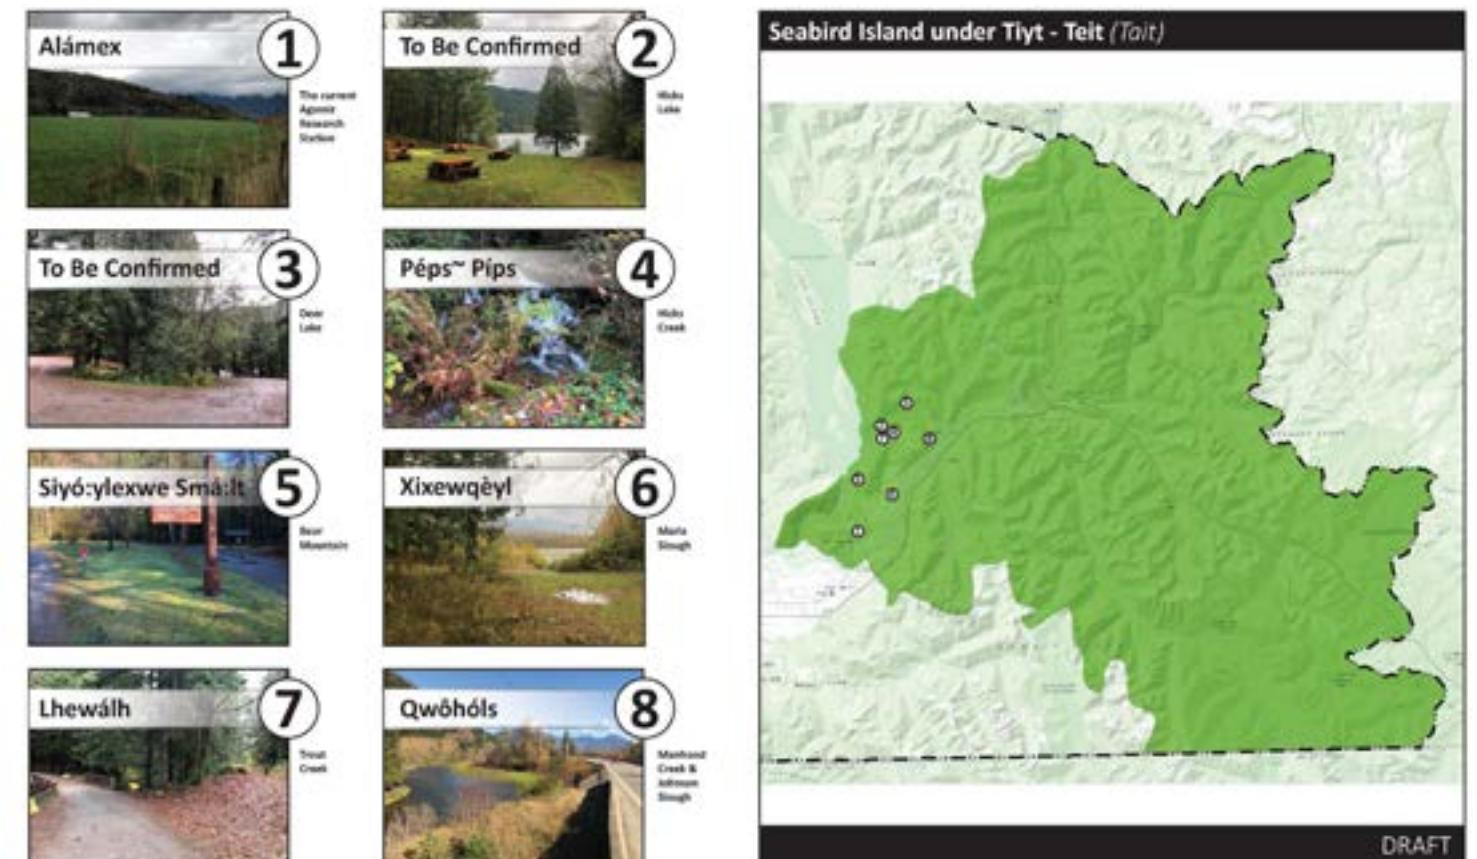 Alámex
1
The current
Agassiz
Research
Station
To Be Confirmed
2
Hicks
Lake
To Be Confirmed
3
Deer
Lake
Péps~ Píps
4
Hicks
Creek
Siyó:ylexwe Smá:lt
5
Bear
Mountain
Xixewqèyl
6
Maria
Slough
Lhewálh
7
Trout
Creek
Qwôhóls
8
Creek &
Johnson
Slough
Seabird Island under Tiyt - Teit (Tait)
DRAFT